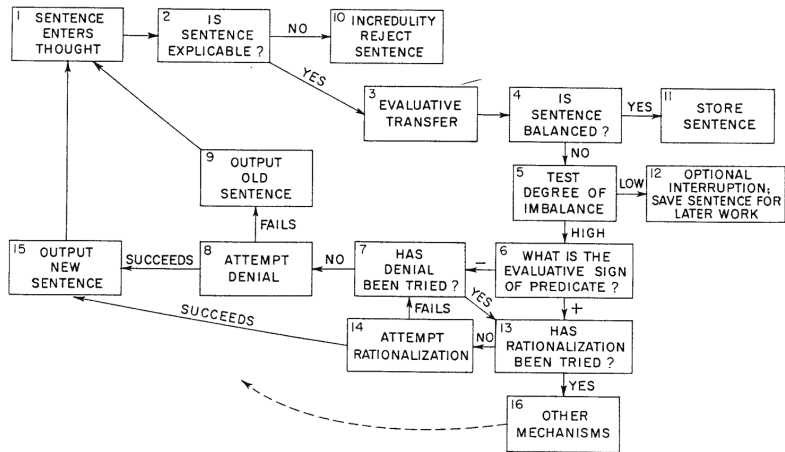 1 SENTENCE
ENTERS
THOUGHT
2 IS
SENTENCE
EXPLICABLE ?
NO
10 INCREDULITY
REJECT
SENTENCE
YES
3 EVALUATIVE
TRANSFER
4 IS
SENTENCE
BALANCED ?
YES
11 STORE
SENTENCE
NO
9 OUTPUT
OLD
SENTENCE
5 TEST
DEGREE OF
IMBALANCE
LOW
12 OPTIONAL
INTERRUPTION;
SAVE SENTENCE FOR
LATER WORK
FAILS
HIGH
15 OUTPUT
NEW
SENTENCE
SUCCEEDS
8 ATTEMPT
DENIAL
NO
7 HAS
DENIAL
BEEN TRIED ?
–
6 WHAT IS THE
EVALUATIVE SIGN
OF PREDICATE ?
YES
+
SUCCEEDS
FAILS
14 ATTEMPT
RATIONALIZATION
NO
13 HAS
RATIONALIZATION
BEEN TRIED ?
YES
16 OTHER
MECHANISMS